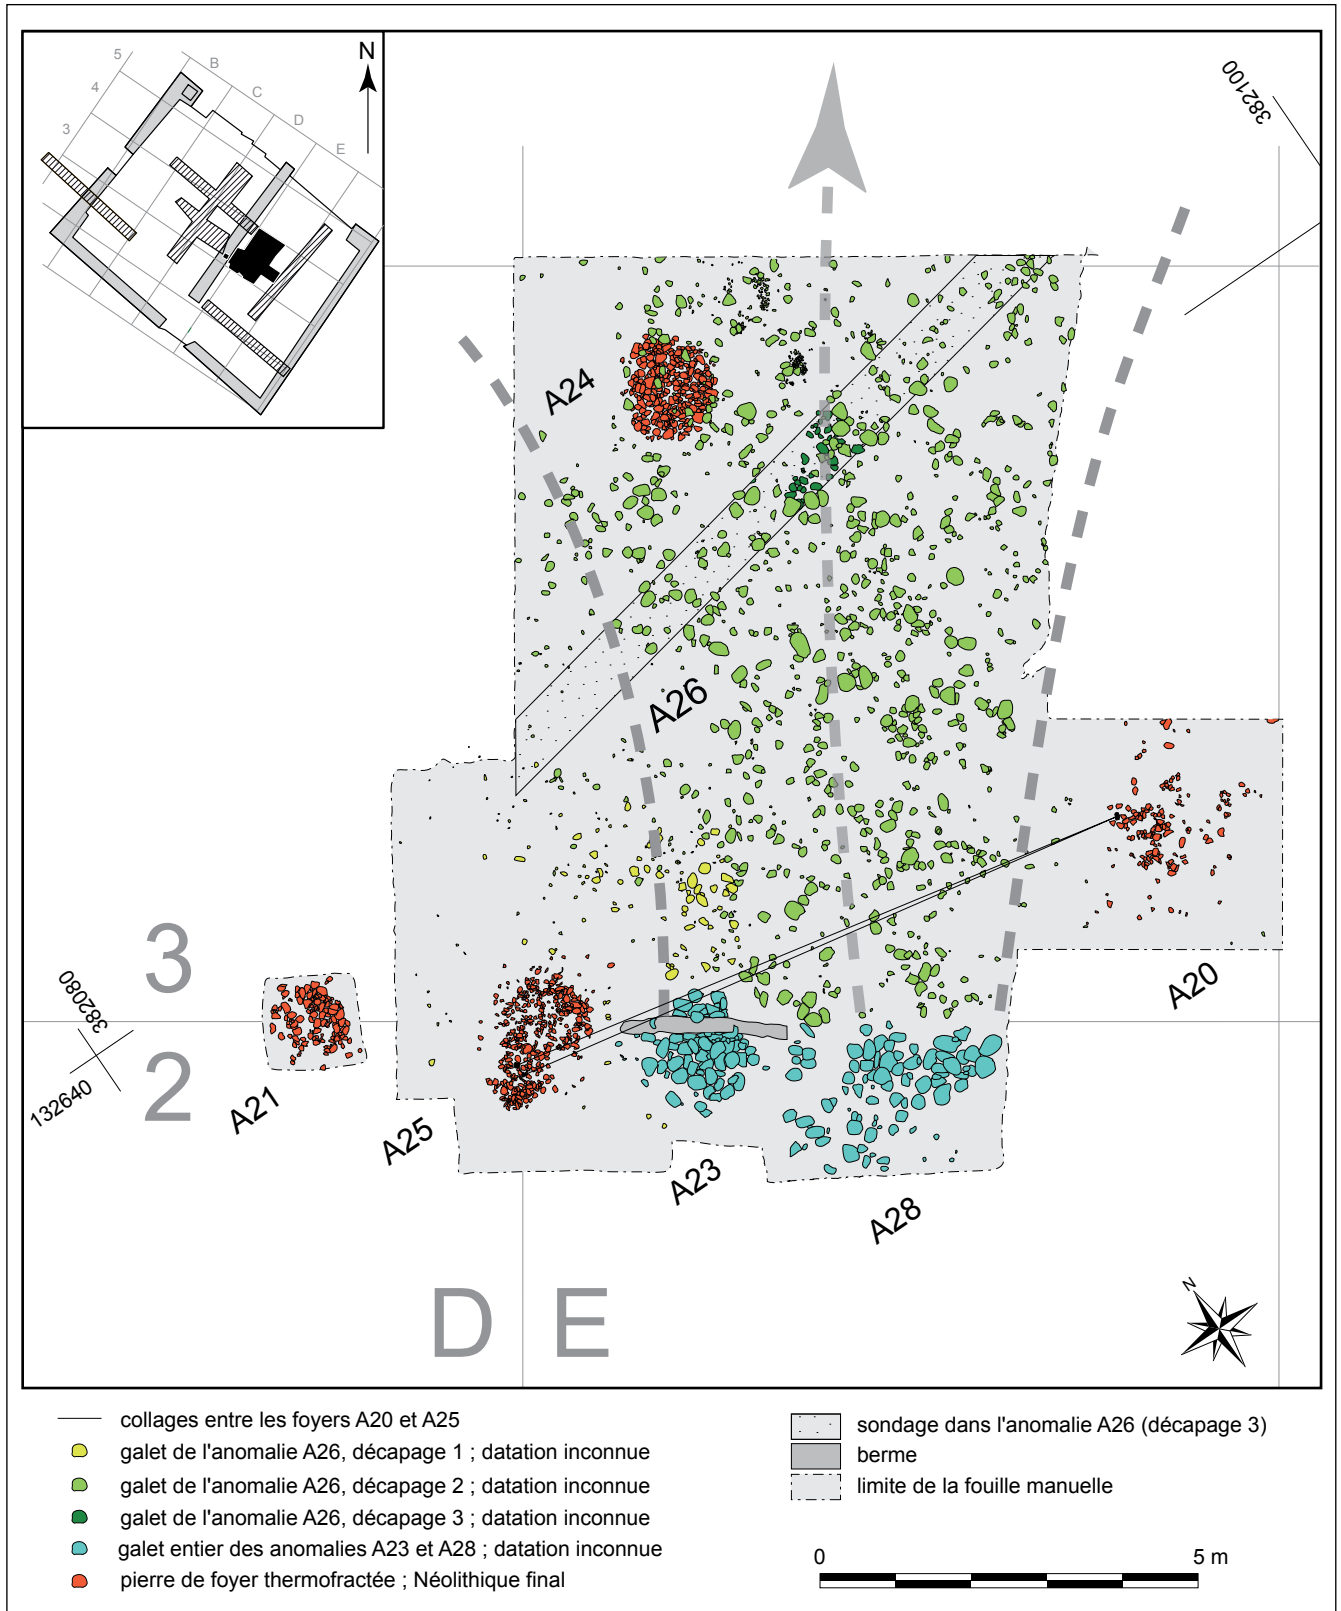 N
5
4
3
B
C
D
E
382100
A24
A26
3
382080
132640
2
A21
A25
A23
A28
A20
D E
N
collages entre les foyers A20 et A25
galet de l'anomalie A26, décapage 1 ; datation inconnue
galet de l'anomalie A26, décapage 2 ; datation inconnue
galet de l'anomalie A26, décapage 3 ; datation inconnue
galet entier des anomalies A23 et A28 ; datation inconnue
pierre de foyer thermofractée ; Néolithique final
sondage dans l'anomalie A26 (décapage 3)
berme
limite de la fouille manuelle
0 5 m